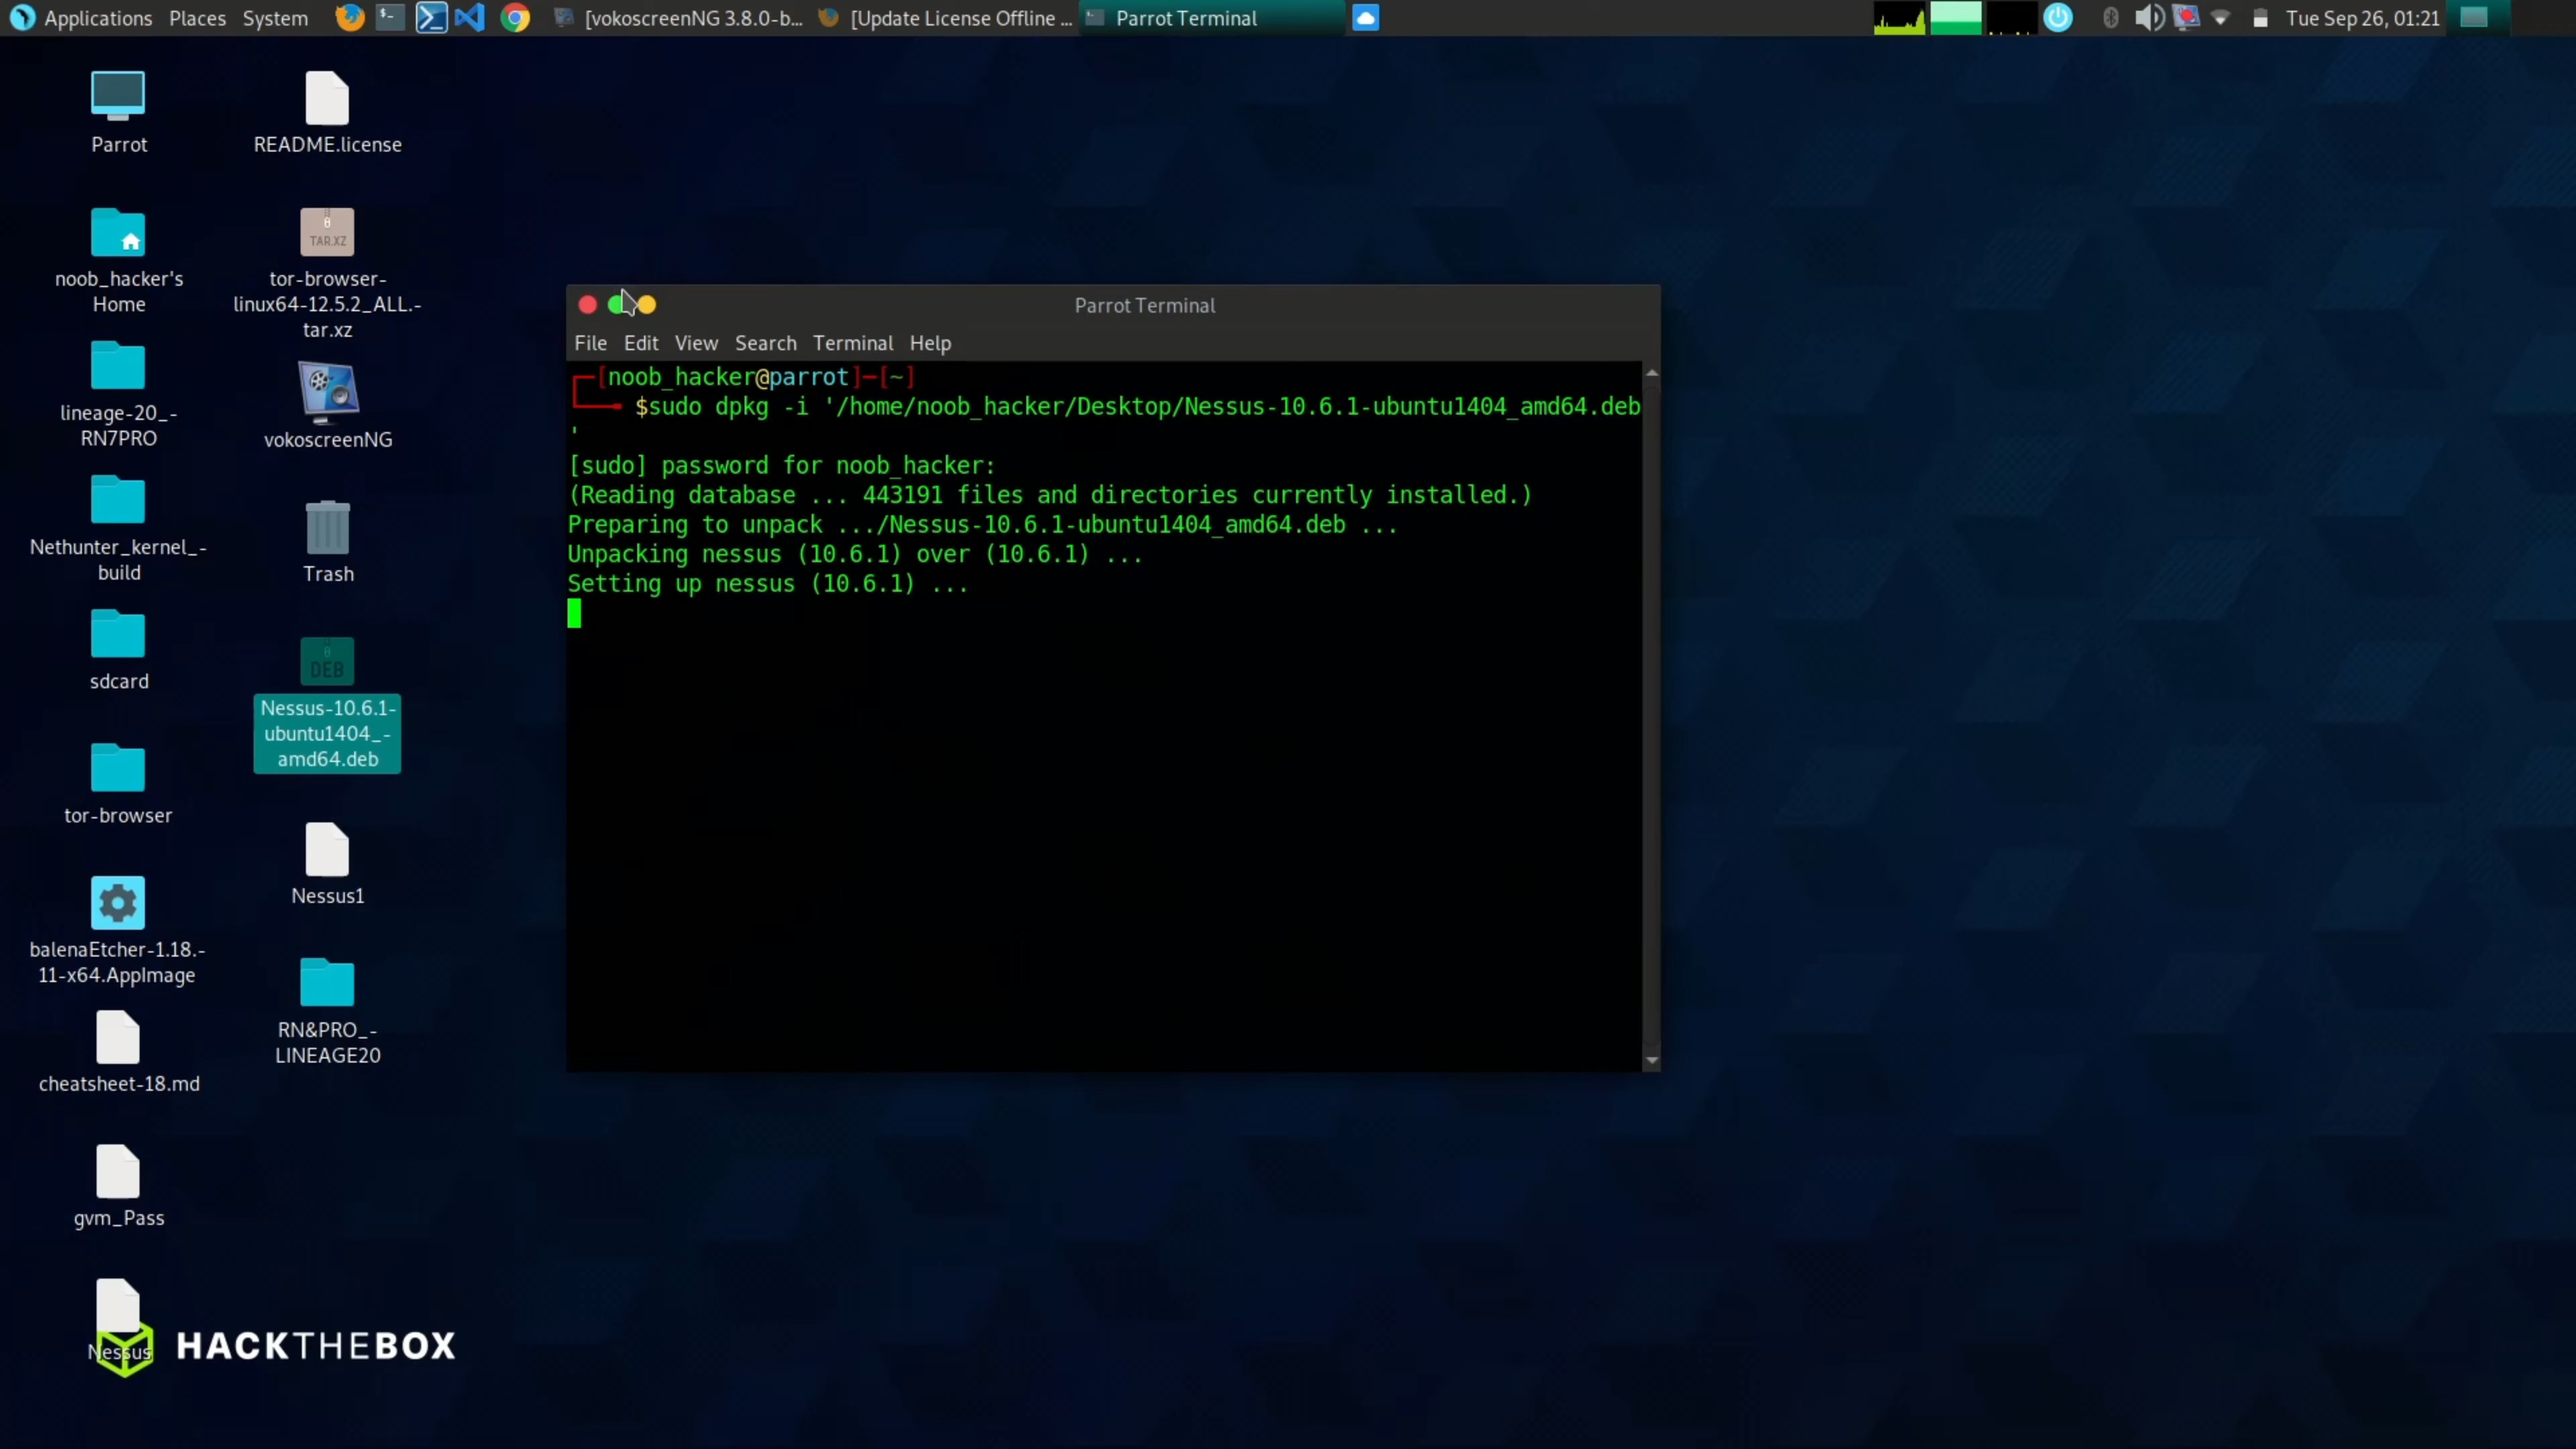 Applications Places System
[vokoscreenNG 3.8.0-b...
[Update License Offline ...
Parrot Terminal
Tue Sep 26, 01:21
Parrot
noob_hacker's
Home
lineage-20_-
RN7PRO
Nethunter_kernel_-
build
sdcard
tor-browser
balenaEtcher-1.18.-
11-x64.AppImage
cheatsheet-18.md
gvm_Pass
Nessus
README.license
TAR.XZ
tor-browser-
linux64-12.5.2_ALL.-
tar.xz
vokoscreenNG
Trash
DEB
Nessus-10.6.1-
ubuntu1404_-
amd64.deb
Nessus1
RN&PRO_-
LINEAGE20
HACKTHEBOX
Parrot Terminal
File Edit View Search Terminal Help
┌─[noob_hacker@parrot]─[~]
└──╼ $sudo dpkg -i '/home/noob_hacker/Desktop/Nessus-10.6.1-ubuntu1404_amd64.deb
'
[sudo] password for noob_hacker:
(Reading database ... 443191 files and directories currently installed.)
Preparing to unpack .../Nessus-10.6.1-ubuntu1404_amd64.deb ...
Unpacking nessus (10.6.1) over (10.6.1) ...
Setting up nessus (10.6.1) ...